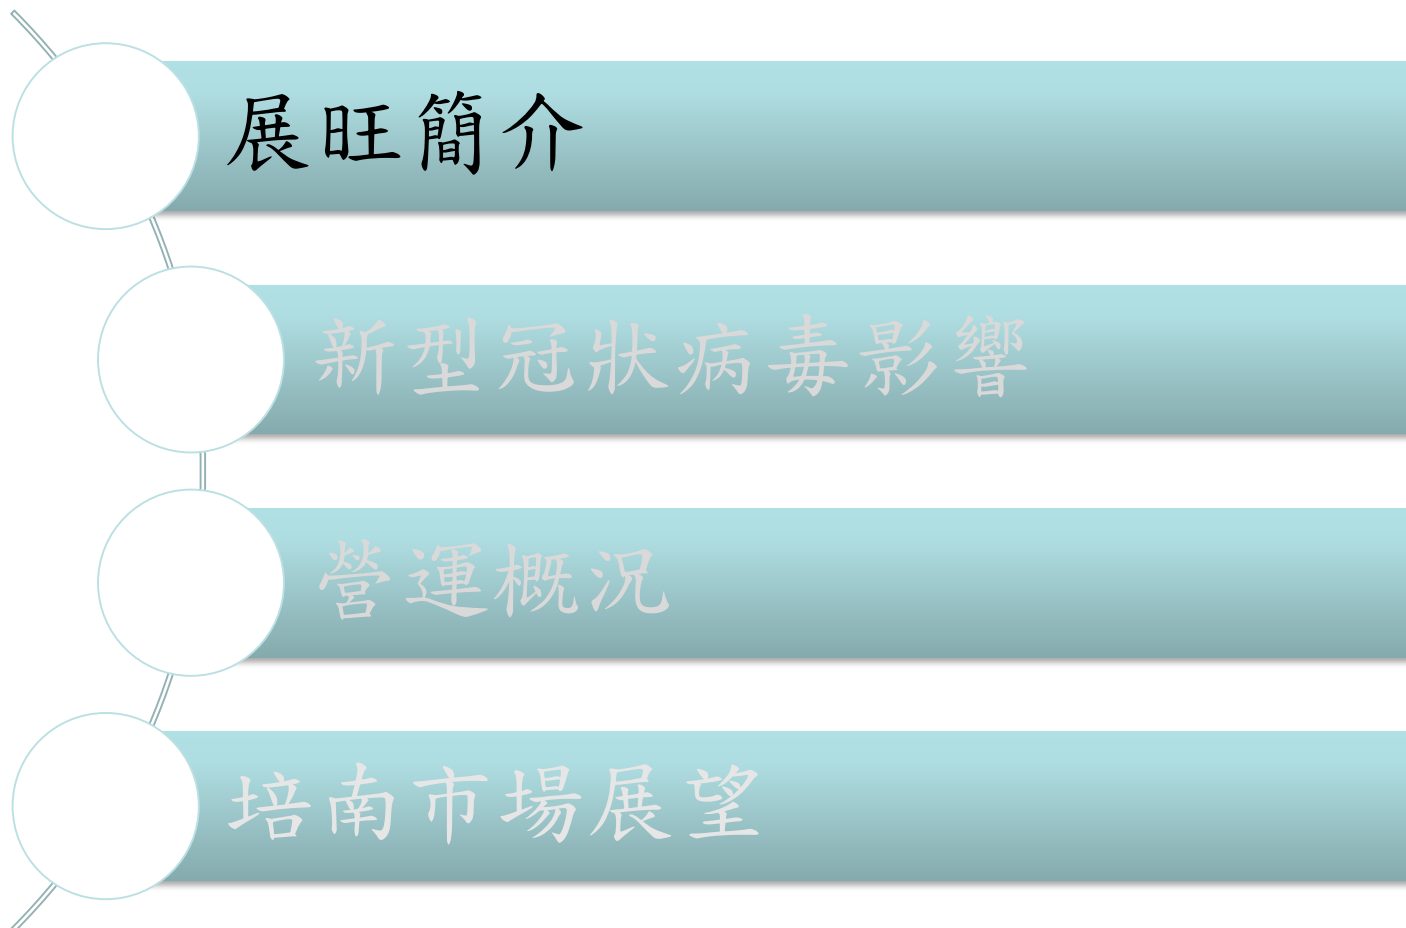 展旺簡介
新型冠狀病毒影響
營運概況
培南市場展望